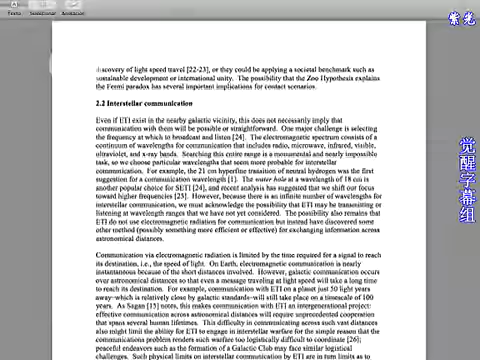 discovery of light speed travel [22-23], or they could be applying a societal benchmark such as
sustainable development or international unity. The possibility that the Zoo Hypothesis explains
the Fermi paradox has several important implications for contact scenarios.
2.2 Interstellar communication
Even if ETI exist in the nearby galactic vicinity, this does not necessarily imply that
communication with them will be possible or straightforward. One major challenge is selecting
the frequency at which to broadcast and listen [24]. The electromagnetic spectrum consists of a
continuum of wavelengths for communication that includes radio, microwave, infrared, visible,
ultraviolet, and x-ray bands. Searching this entire range is a monumental and nearly impossible
task, so we choose particular wavelengths that seem more probable for interstellar
communication. For example, the 21 cm hyperfine transition of neutral hydrogen was the first
suggestion for a communication wavelength [1]. The water hole at a wavelength of 18 cm is
another popular choice for SETI [24], and recent analysis has suggested that we shift our focus
toward higher frequencies [25]. However, because there is an infinite number of wavelengths for
interstellar communication, we must acknowledge the possibility that ETI may be transmitting or
listening at wavelength ranges that we have not yet considered. The possibility also remains that
ETI do not use electromagnetic radiation for communication but instead have discovered some
other method (possibly something more efficient or effective) for exchanging information across
astronomical distances.
Communication via electromagnetic radiation is limited by the time required for a signal to reach
its destination, i.e., the speed of light. On Earth, electromagnetic communication is nearly
instantaneous because of the short distances involved. However, galactic communication occurs
over astronomical distances so that even a message traveling at light speed will take a long time
to reach its destination. For example, communication with ETI on a planet just 50 light years
away–which is relatively close by galactic standards–will still take place on a timescale of 100
years. As Sagan [15] notes, this makes communication with ETI an intergenerational project:
effective communication across astronomical distances will require unprecedented cooperation
that spans several human lifetimes. This difficulty in communicating across such vast distances
also might limit the ability for ETI to engage in interstellar warfare for the simple reason that the
communications problem renders such warfare too logistically difficult to coordinate [26];
peaceful endeavors such as the formation of a Galactic Club may face similar logistical
challenges. Such physical limits on interstellar communication by ETI are in turn limits as to
紫光
觉醒字幕组